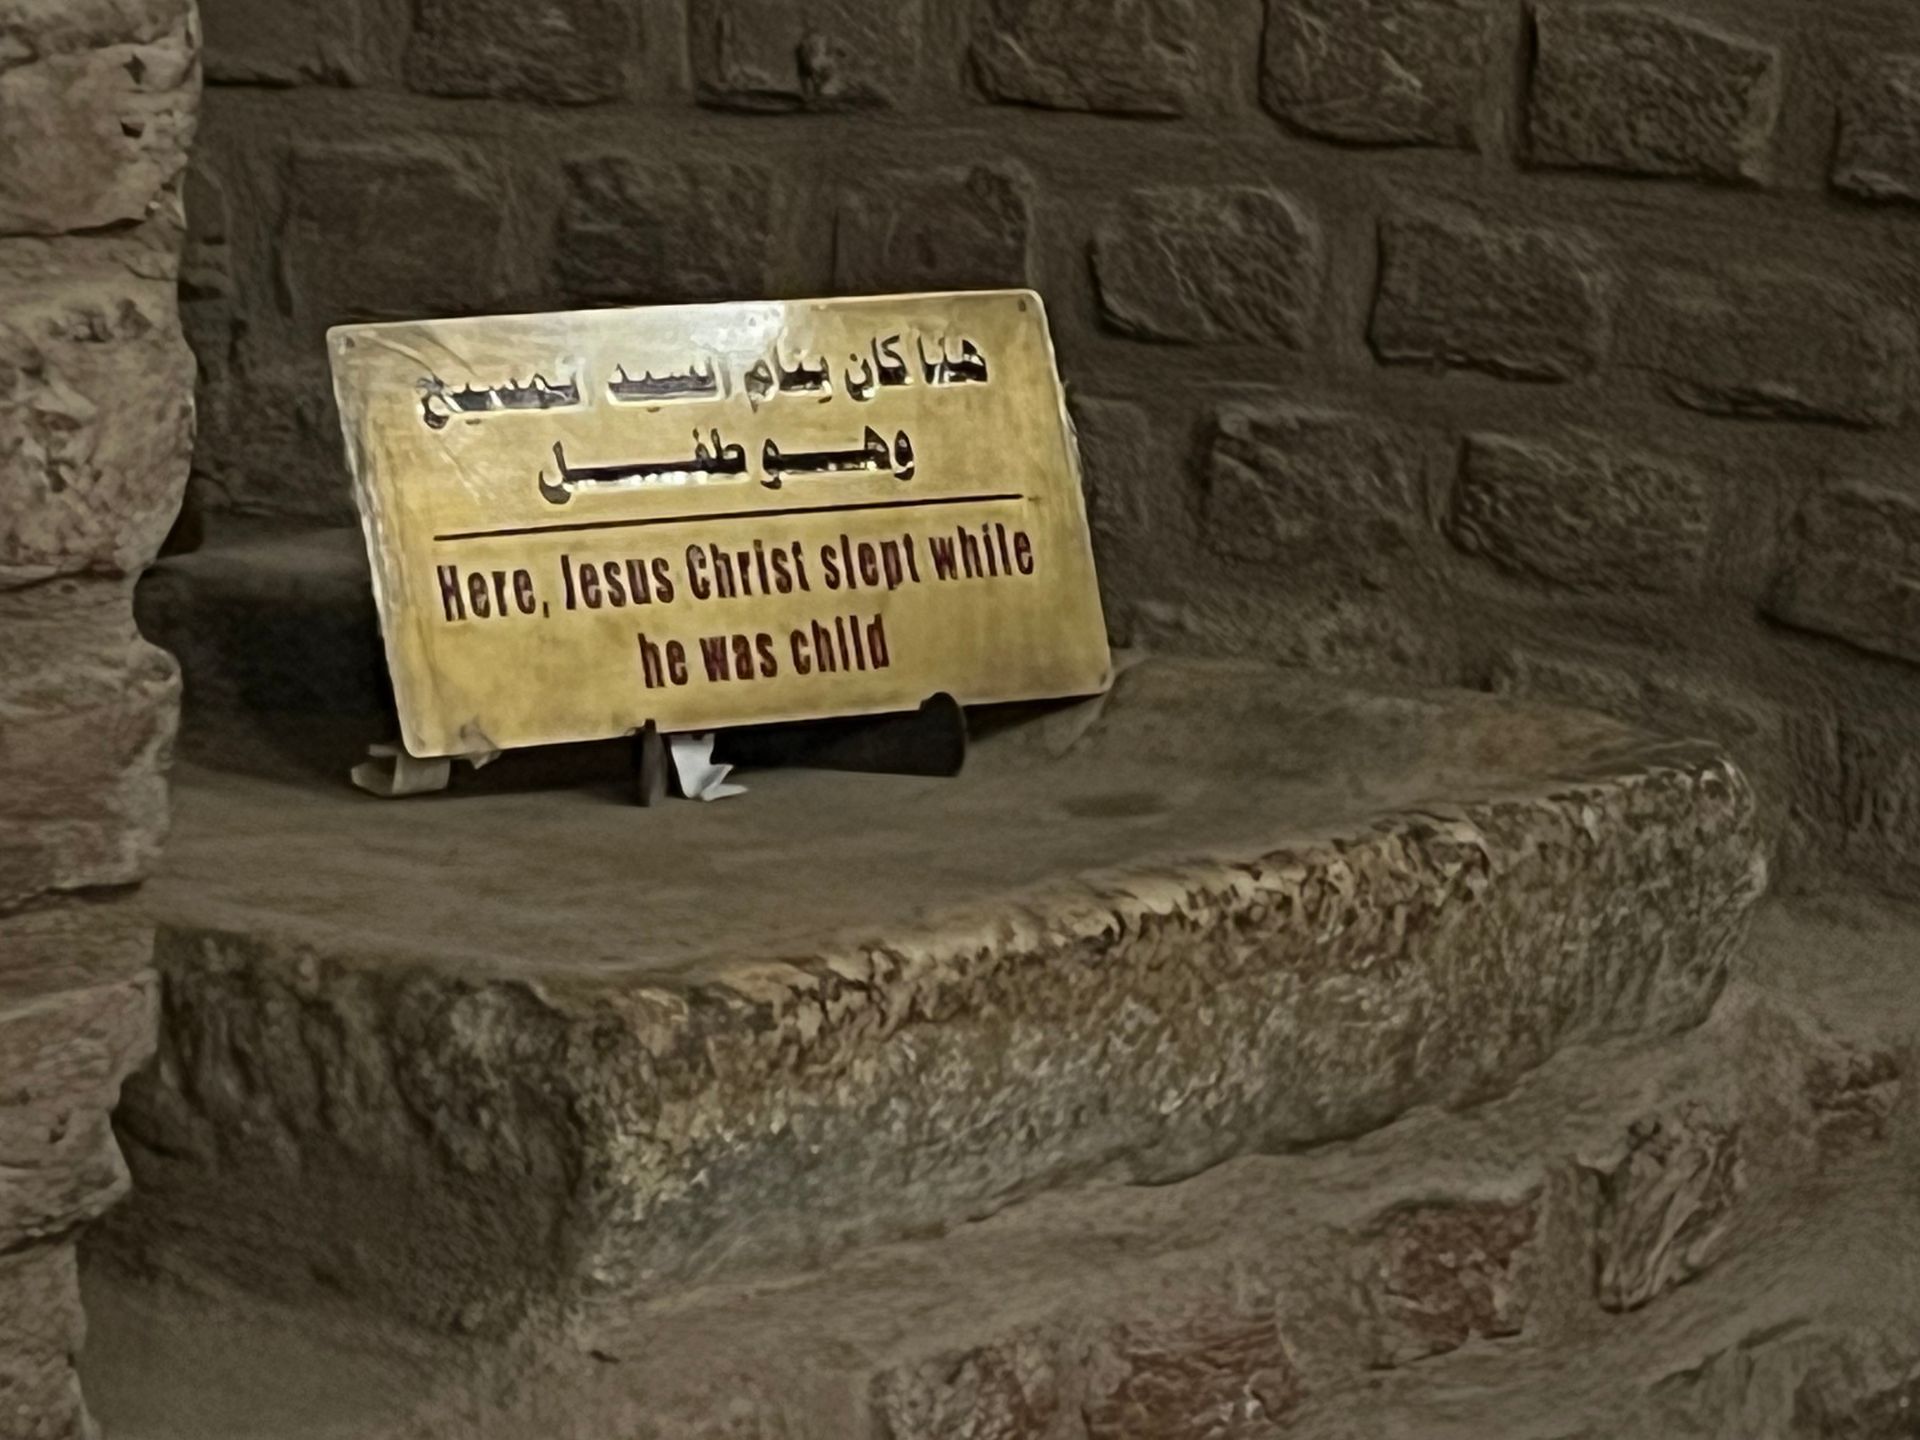 هنا كان ينام السيد المسيح
وهو طفل
Here, Jesus Christ slept while
he was child